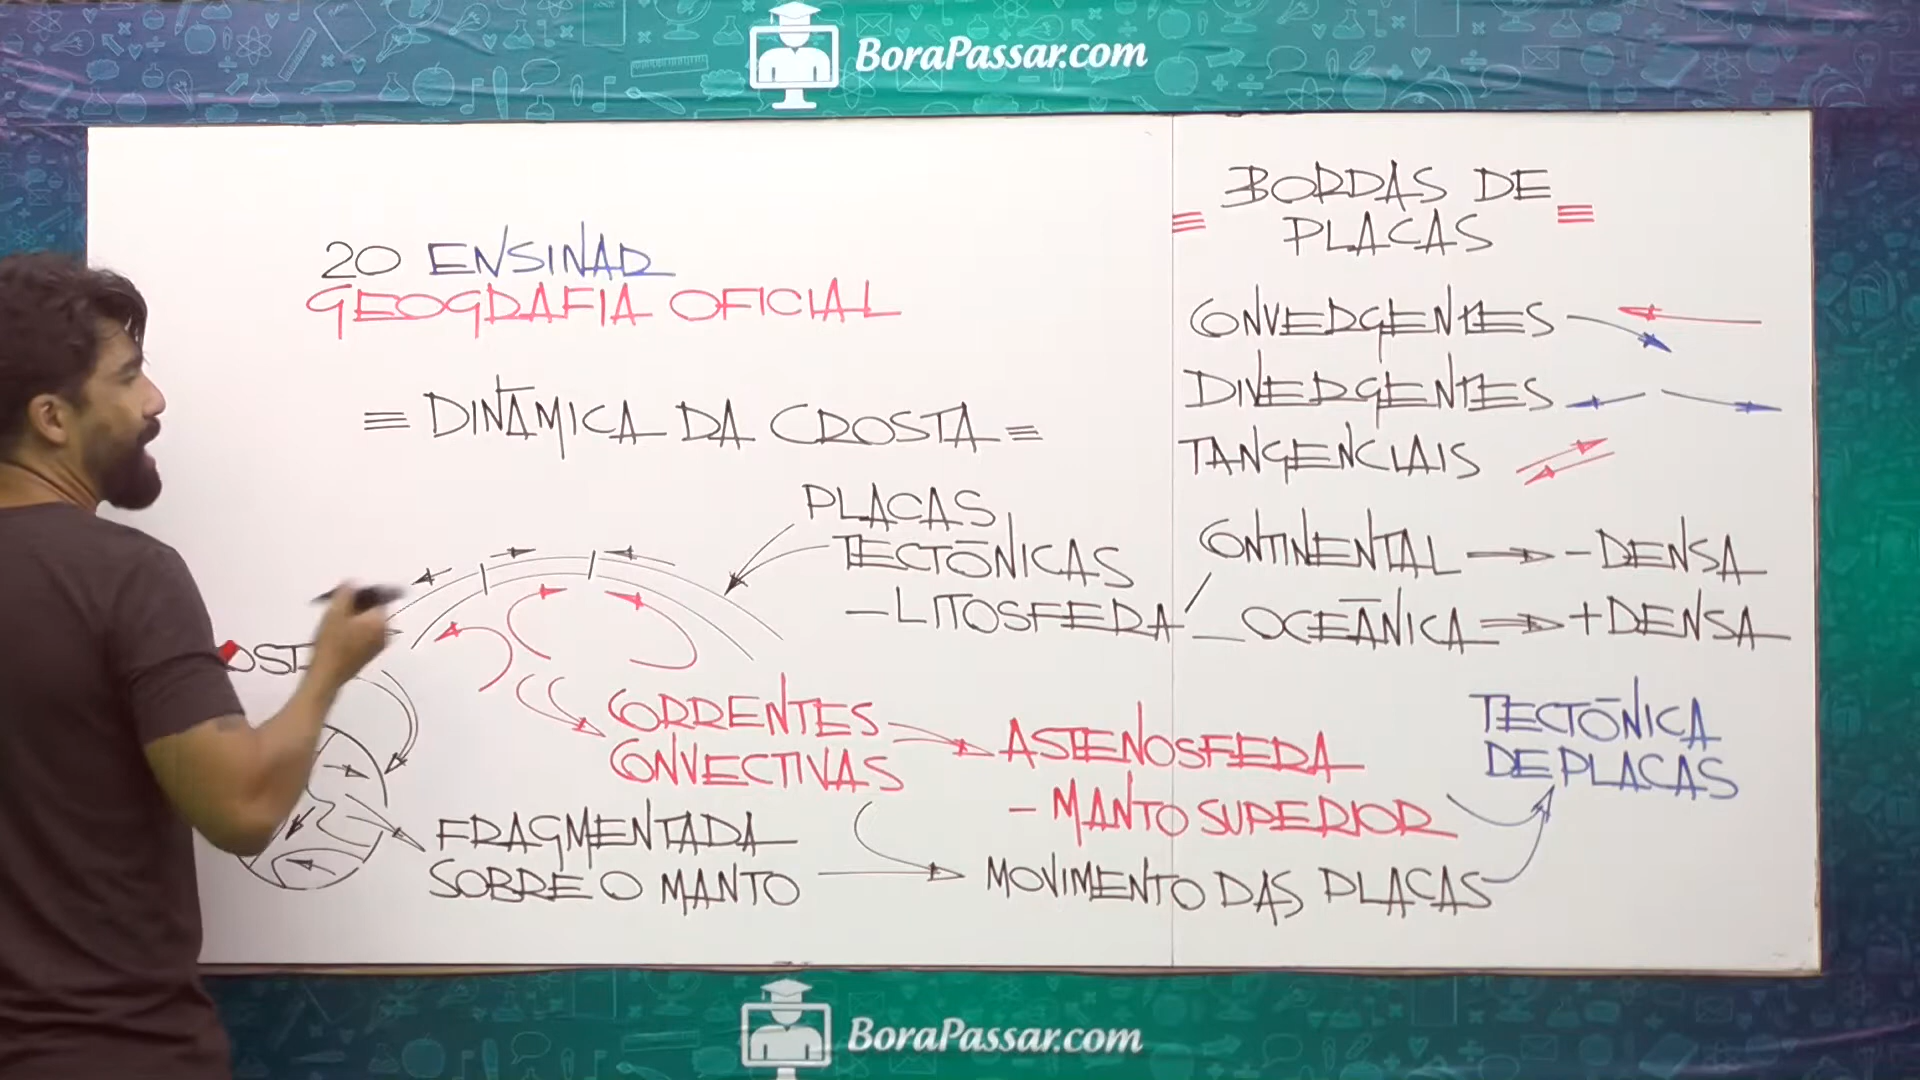 BoraPassar.com
20 ENSINAR
GEOGRAFIA OFICIAL
≡ DINÂMICA DA CROSTA ≡
PLACAS
TECTÔNICAS
- LITOSFERA
CORRENTES
CONVECTIVAS
ASTENOSFERA
- MANTO SUPERIOR
FRAGMENTADA
SOBRE O MANTO
MOVIMENTO DAS PLACAS
≡ BORDAS DE ≡
PLACAS
CONVERGENTES
DIVERGENTES
TANGENCIAIS
CONTINENTAL → - DENSA
OCEÂNICA → + DENSA
TECTÔNICA
DE PLACAS
BoraPassar.com